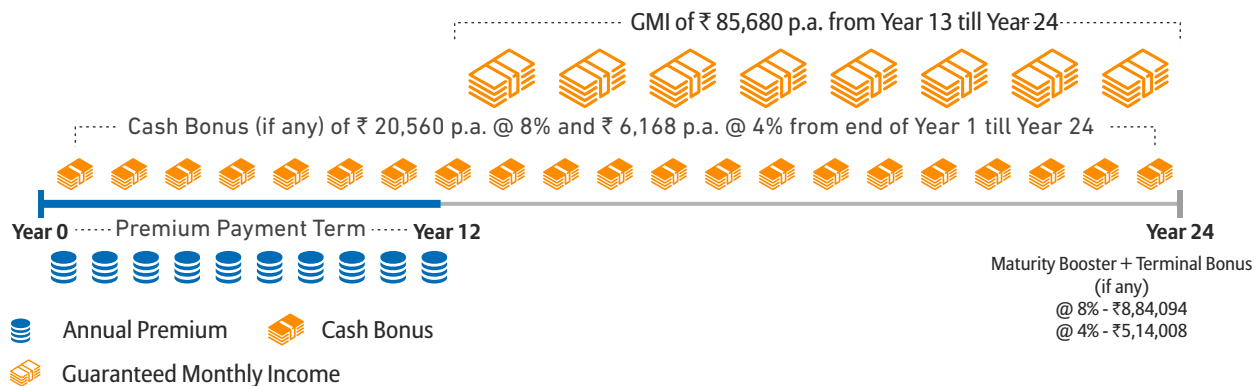 GMI of ₹ 85,680 p.a. from Year 13 till Year 24
Cash Bonus (if any) of ₹ 20,560 p.a. @ 8% and ₹ 6,168 p.a. @ 4% from end of Year 1 till Year 24
Year 0
Premium Payment Term
Year 12
Year 24
Maturity Booster + Terminal Bonus
(if any)
@ 8% - ₹8,84,094
@ 4% - ₹5,14,008
Annual Premium
Cash Bonus
Guaranteed Monthly Income